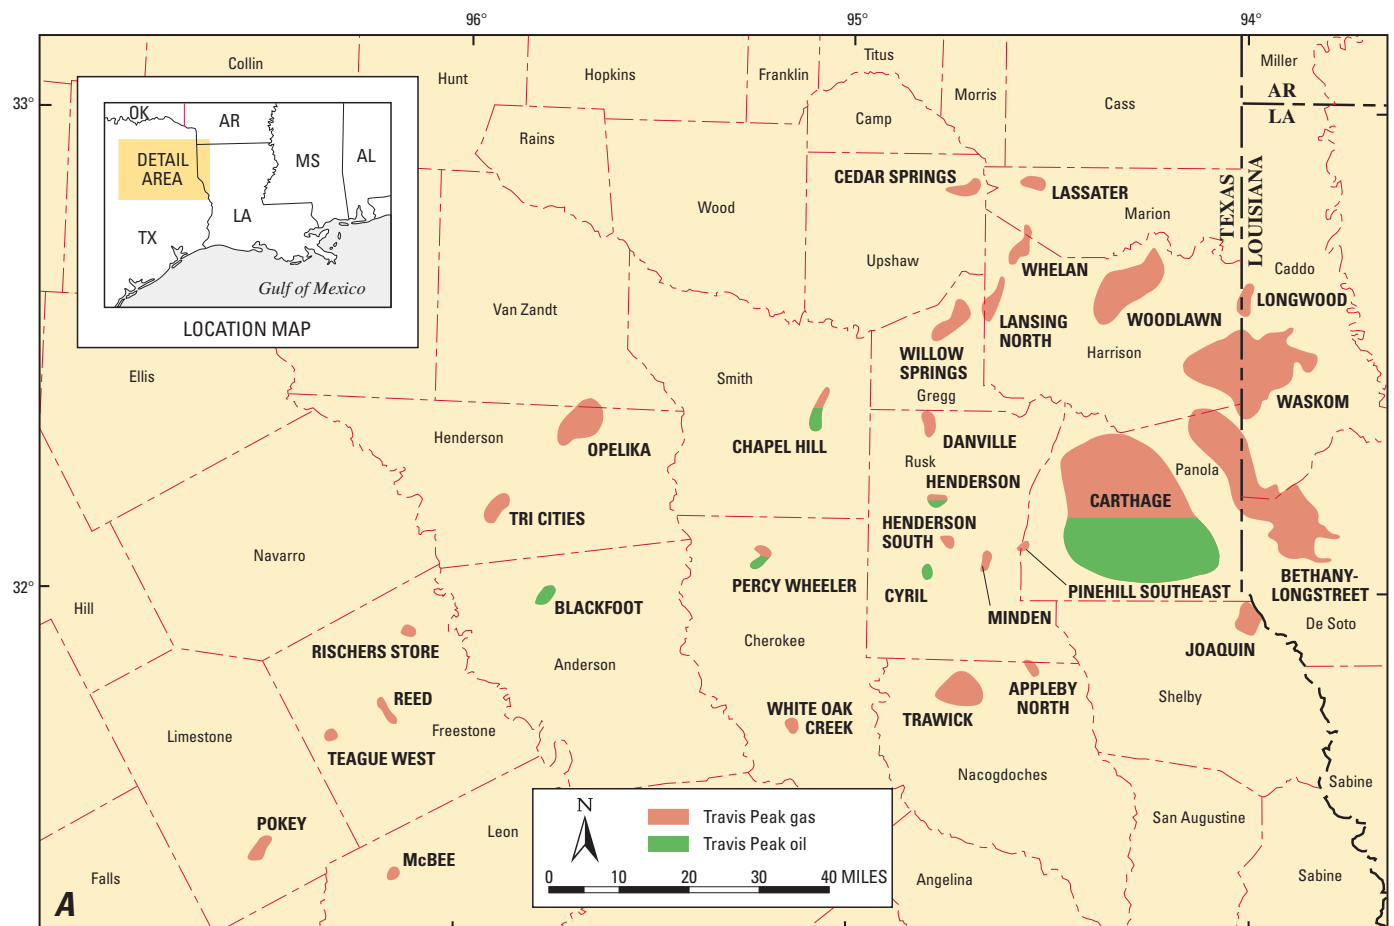 96°
95°
94°
33°
32°
Collin
Hunt
Hopkins
Franklin
Titus
Morris
Cass
Miller
AR
LA
Rains
Camp
OK
AR
MS
AL
DETAIL
AREA
LA
TX
Gulf of Mexico
LOCATION MAP
CEDAR SPRINGS
LASSATER
Marion
TEXAS
LOUISIANA
Wood
Upshaw
WHELAN
Caddo
Van Zandt
LANSING
NORTH
WOODLAWN
LONGWOOD
Harrison
WILLOW
SPRINGS
Gregg
Ellis
Smith
WASKOM
Henderson
OPELIKA
CHAPEL HILL
DANVILLE
Rusk
HENDERSON
Panola
CARTHAGE
TRI CITIES
HENDERSON
SOUTH
Navarro
PERCY WHEELER
CYRIL
MINDEN
PINEHILL SOUTHEAST
BETHANY-
LONGSTREET
Hill
BLACKFOOT
De Soto
RISCHERS STORE
Anderson
Cherokee
JOAQUIN
REED
Freestone
WHITE OAK
CREEK
TRAWICK
APPLEBY
NORTH
Shelby
Limestone
TEAGUE WEST
Nacogdoches
Sabine
POKEY
Leon
McBEE
San Augustine
Falls
Angelina
Sabine
N
Travis Peak gas
Travis Peak oil
0 10 20 30 40 MILES
A